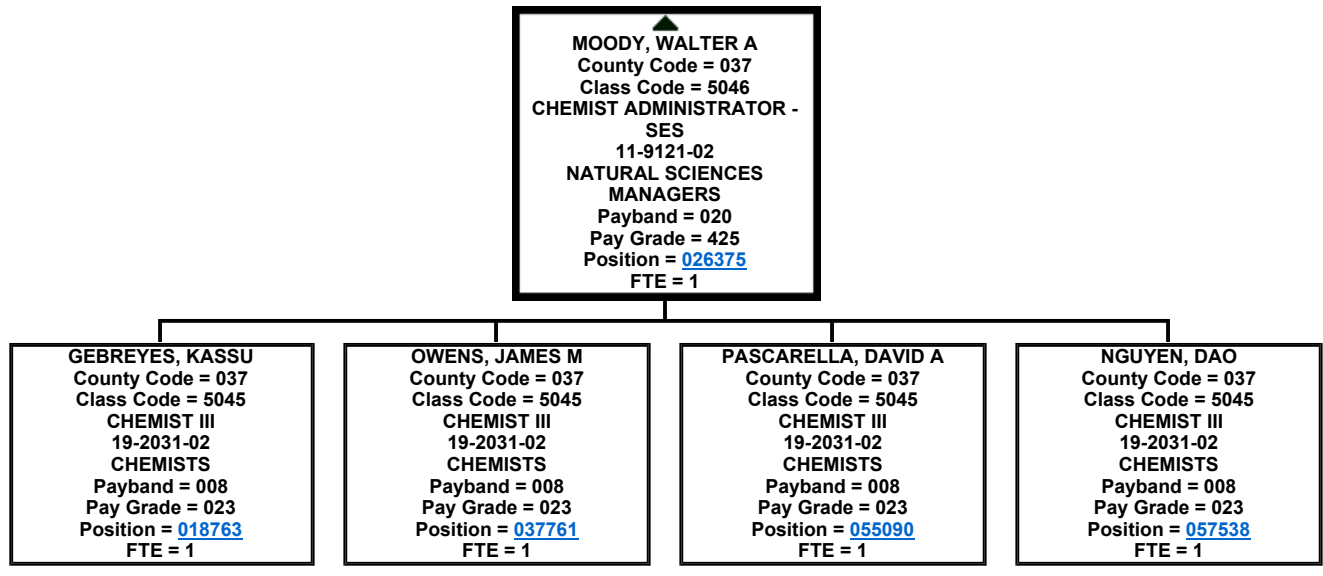 MOODY, WALTER A
County Code = 037
Class Code = 5046
CHEMIST ADMINISTRATOR -
SES
11-9121-02
NATURAL SCIENCES
MANAGERS
Payband = 020
Pay Grade = 425
Position = 026375
FTE = 1
GEBREYES, KASSU
County Code = 037
Class Code = 5045
CHEMIST III
19-2031-02
CHEMISTS
Payband = 008
Pay Grade = 023
Position = 018763
FTE = 1
OWENS, JAMES M
County Code = 037
Class Code = 5045
CHEMIST III
19-2031-02
CHEMISTS
Payband = 008
Pay Grade = 023
Position = 037761
FTE = 1
PASCARELLA, DAVID A
County Code = 037
Class Code = 5045
CHEMIST III
19-2031-02
CHEMISTS
Payband = 008
Pay Grade = 023
Position = 055090
FTE = 1
NGUYEN, DAO
County Code = 037
Class Code = 5045
CHEMIST III
19-2031-02
CHEMISTS
Payband = 008
Pay Grade = 023
Position = 057538
FTE = 1